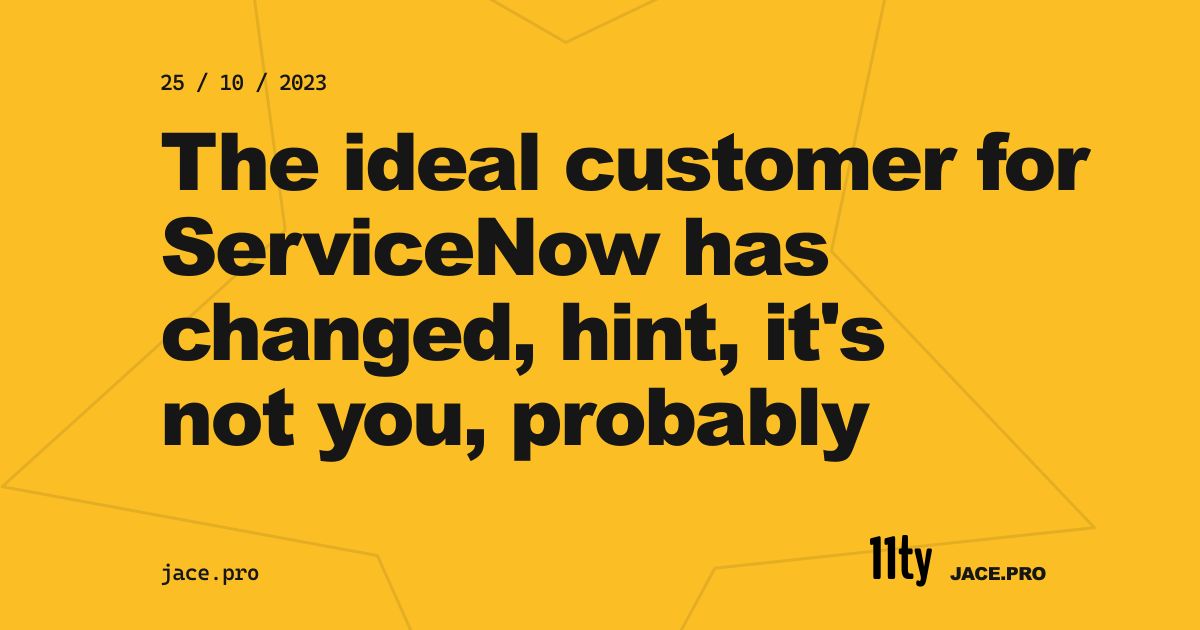 25 / 10 / 2023
The ideal customer for
ServiceNow has
changed, hint, it's
not you, probably
jace.pro
11ty JACE.PRO